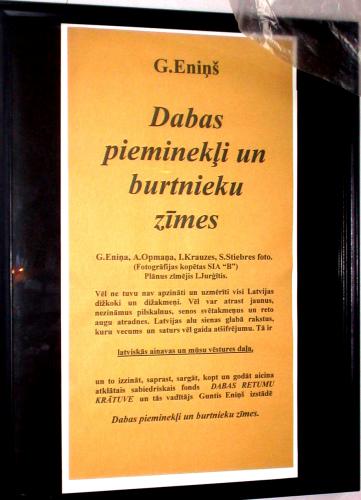 G.Eniņš
Dabas
pieminekļi un
burtnieku
zīmes
G.Eniņa, A.Opmaņa, I.Krauzes, S.Stiebres foto.
(Fotogrāfijas kopētas SIA "B")
Plānus zīmējis I.Jurģītis.
Vēl ne tuvu nav apzināti un uzmērīti visi Latvijas
dižkoki un dižakmeņi. Vēl var atrast jaunus,
nezināmus pilskalnus, senos svētakmeņus un reto
augu atradnes. Latvijas alu sienas glabā rakstus,
kuru vecums un saturs vēl gaida atšifrējumu. Tā ir
latviskās ainavas un mūsu vēstures daļa,
un to izzināt, saprast, sargāt, kopt un godāt aicina
atklātais sabiedriskais fonds DABAS RETUMU
KRĀTUVE un tās vadītājs Guntis Eniņš izstādē
Dabas pieminekļi un burtnieku zīmes.